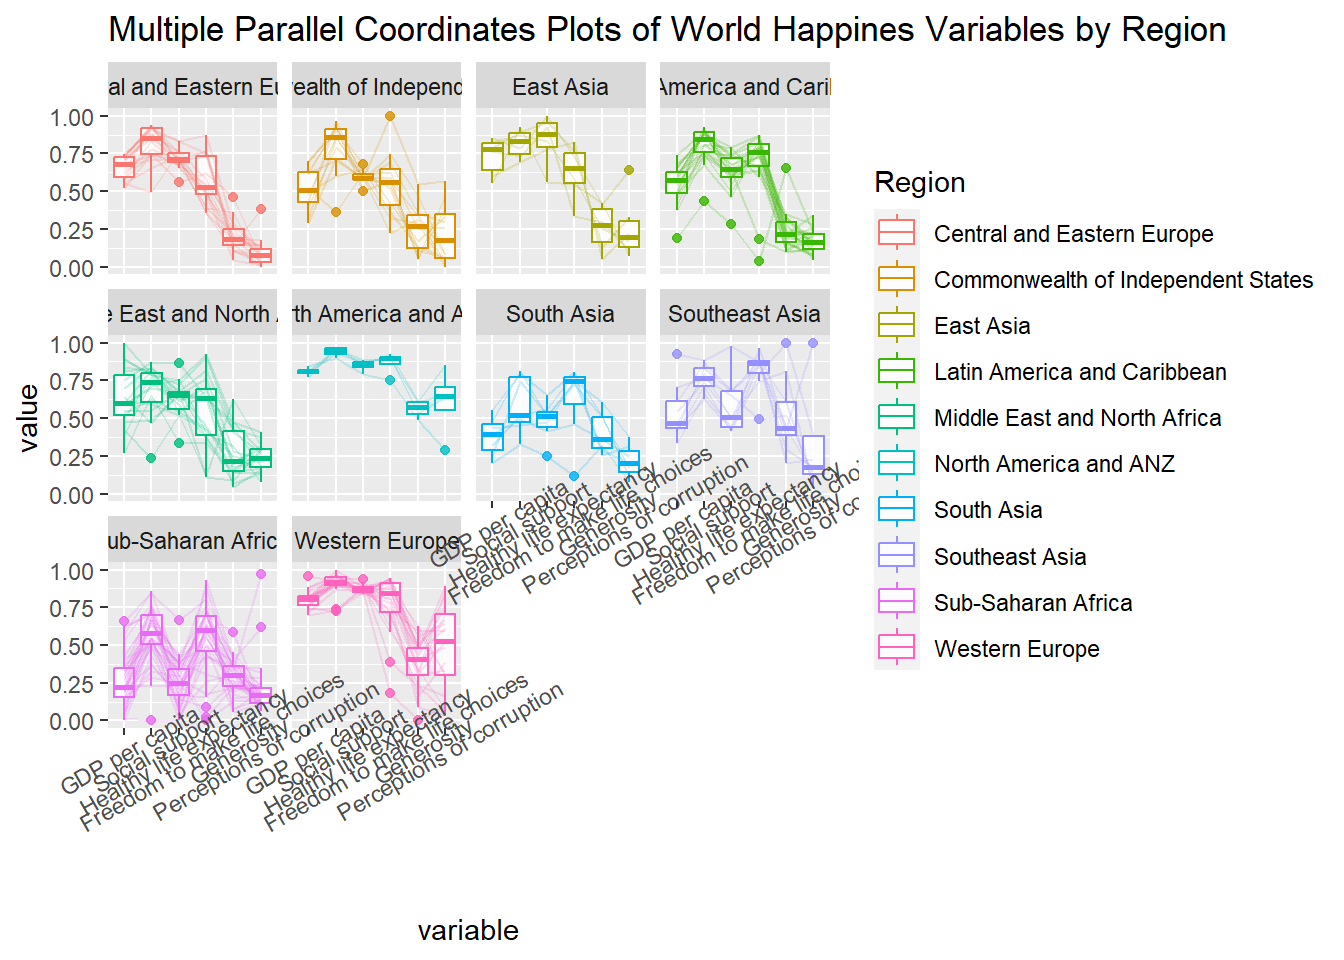 Multiple Parallel Coordinates Plots of World Happines Variables by Region
al and Eastern Eu
ealth of Independ
East Asia
America and Carib
1.00
0.75
0.50
0.25
0.00
East and North
rth America and A
South Asia
Southeast Asia
1.00
0.75
0.50
0.25
0.00
GDP per capita
Social support
Healthy life expectancy
Freedom to make life choices
Generosity
Perceptions of corruption
GDP per capita
Social support
Healthy life expectancy
Freedom to make life cho
Generosity
Perceptions of co
ub-Saharan Afric
Western Europe
1.00
0.75
0.50
0.25
0.00
GDP per capita
Social support
Healthy life expectancy
Freedom to make life choices
Generosity
Perceptions of corruption
GDP per capita
Social support
Healthy life expectancy
Freedom to make life choices
Generosity
Perceptions of corruption
value
variable
Region
Central and Eastern Europe
Commonwealth of Independent States
East Asia
Latin America and Caribbean
Middle East and North Africa
North America and ANZ
South Asia
Southeast Asia
Sub-Saharan Africa
Western Europe